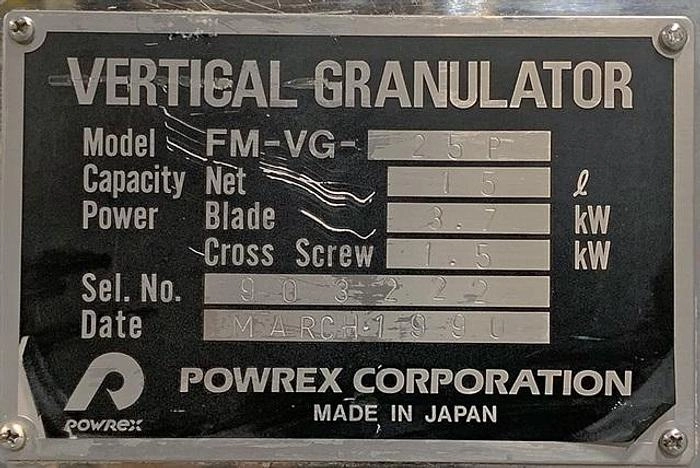 VERTICAL GRANULATOR
Model FM-VG- 25P
Capacity Net 15 ℓ
Power Blade 3.7 kW
Cross Screw 1.5 kW
Sel. No. 903222
Date MARCH.1990
POWREX CORPORATION
POWREX
MADE IN JAPAN